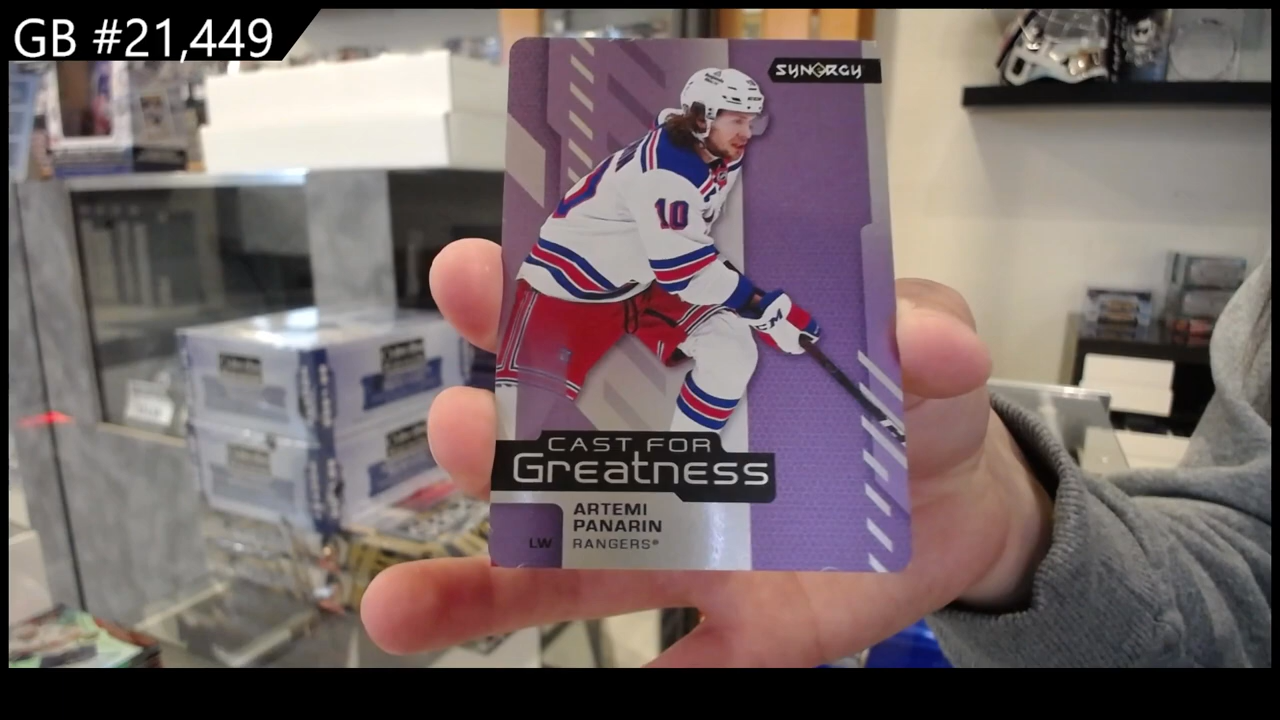 GB #21,449
SYNERGY
10
CAST FOR
Greatness
ARTEMI
PANARIN
LW RANGERS®